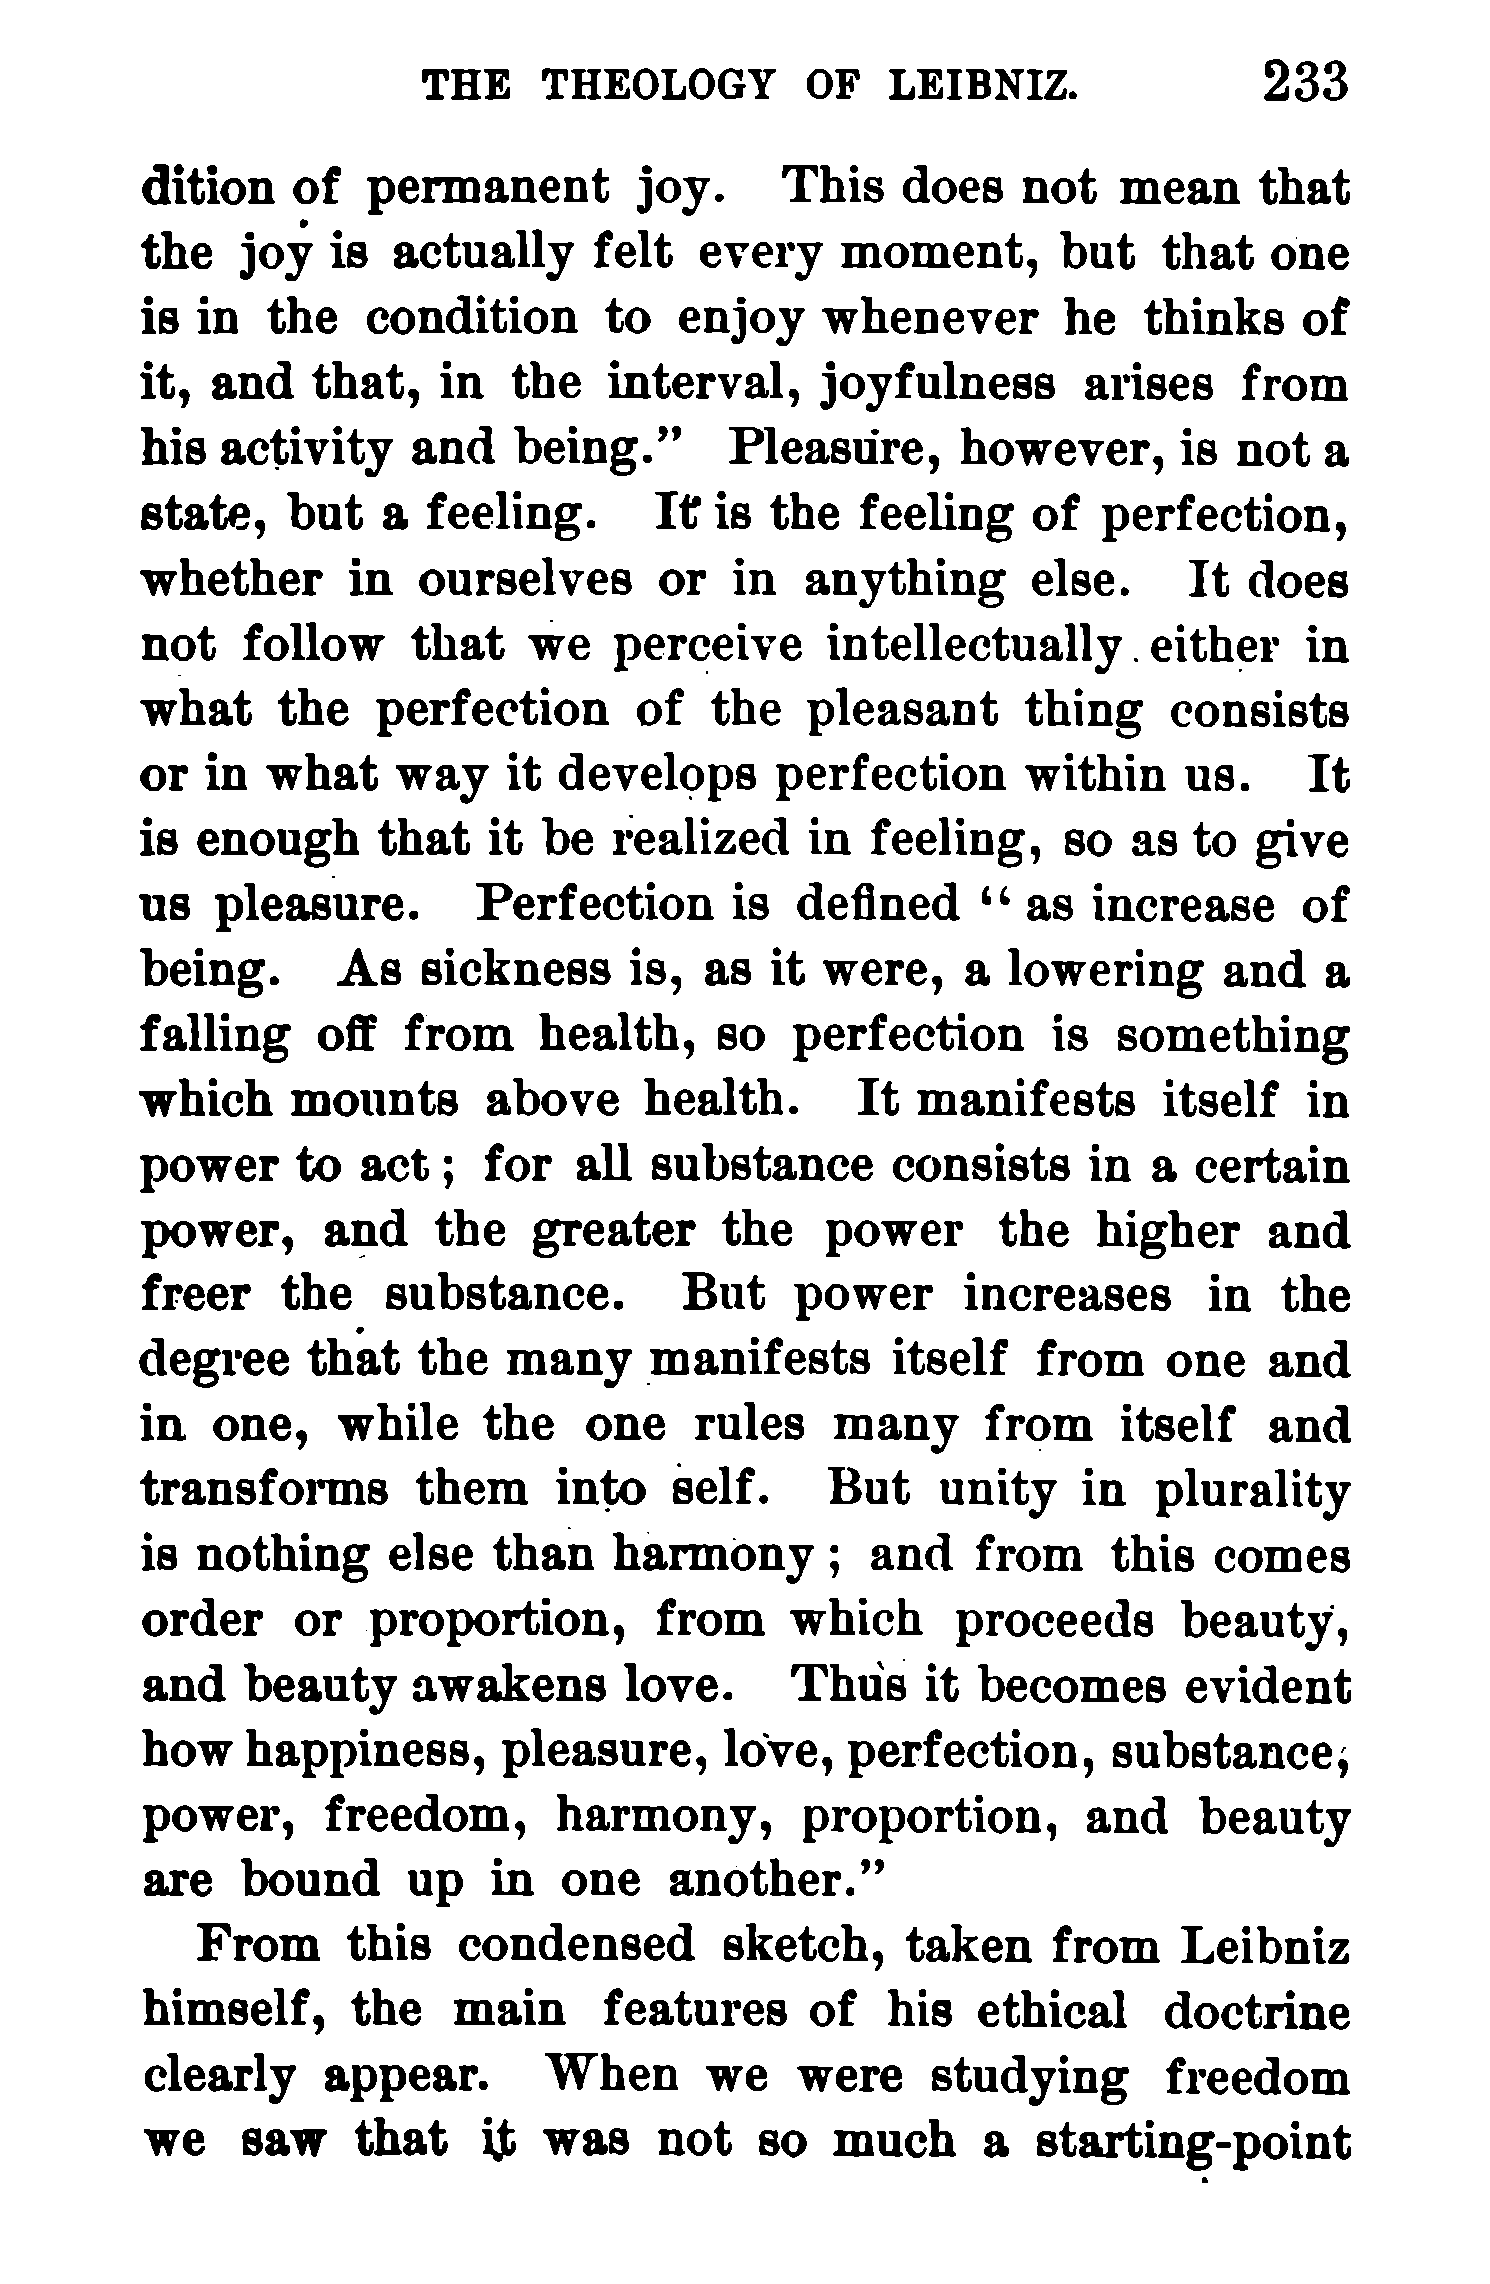 THE THEOLOGY OF LEIBNIZ. 233
dition of permanent joy. This does not mean that
the joy is actually felt every moment, but that one
is in the condition to enjoy whenever he thinks of
it, and that, in the interval, joyfulness arises from
his activity and being.” Pleasure, however, is not a
state, but a feeling. It is the feeling of perfection,
whether in ourselves or in anything else. It does
not follow that we perceive intellectually either in
what the perfection of the pleasant thing consists
or in what way it develops perfection within us. It
is enough that it be realized in feeling, so as to give
us pleasure. Perfection is defined “ as increase of
being. As sickness is, as it were, a lowering and a
falling off from health, so perfection is something
which mounts above health. It manifests itself in
power to act ; for all substance consists in a certain
power, and the greater the power the higher and
freer the substance. But power increases in the
degree that the many manifests itself from one and
in one, while the one rules many from itself and
transforms them into self. But unity in plurality
is nothing else than harmony ; and from this comes
order or proportion, from which proceeds beauty,
and beauty awakens love. Thus it becomes evident
how happiness, pleasure, love, perfection, substance,
power, freedom, harmony, proportion, and beauty
are bound up in one another.”
From this condensed sketch, taken from Leibniz
himself, the main features of his ethical doctrine
clearly appear. When we were studying freedom
we saw that it was not so much a starting-point